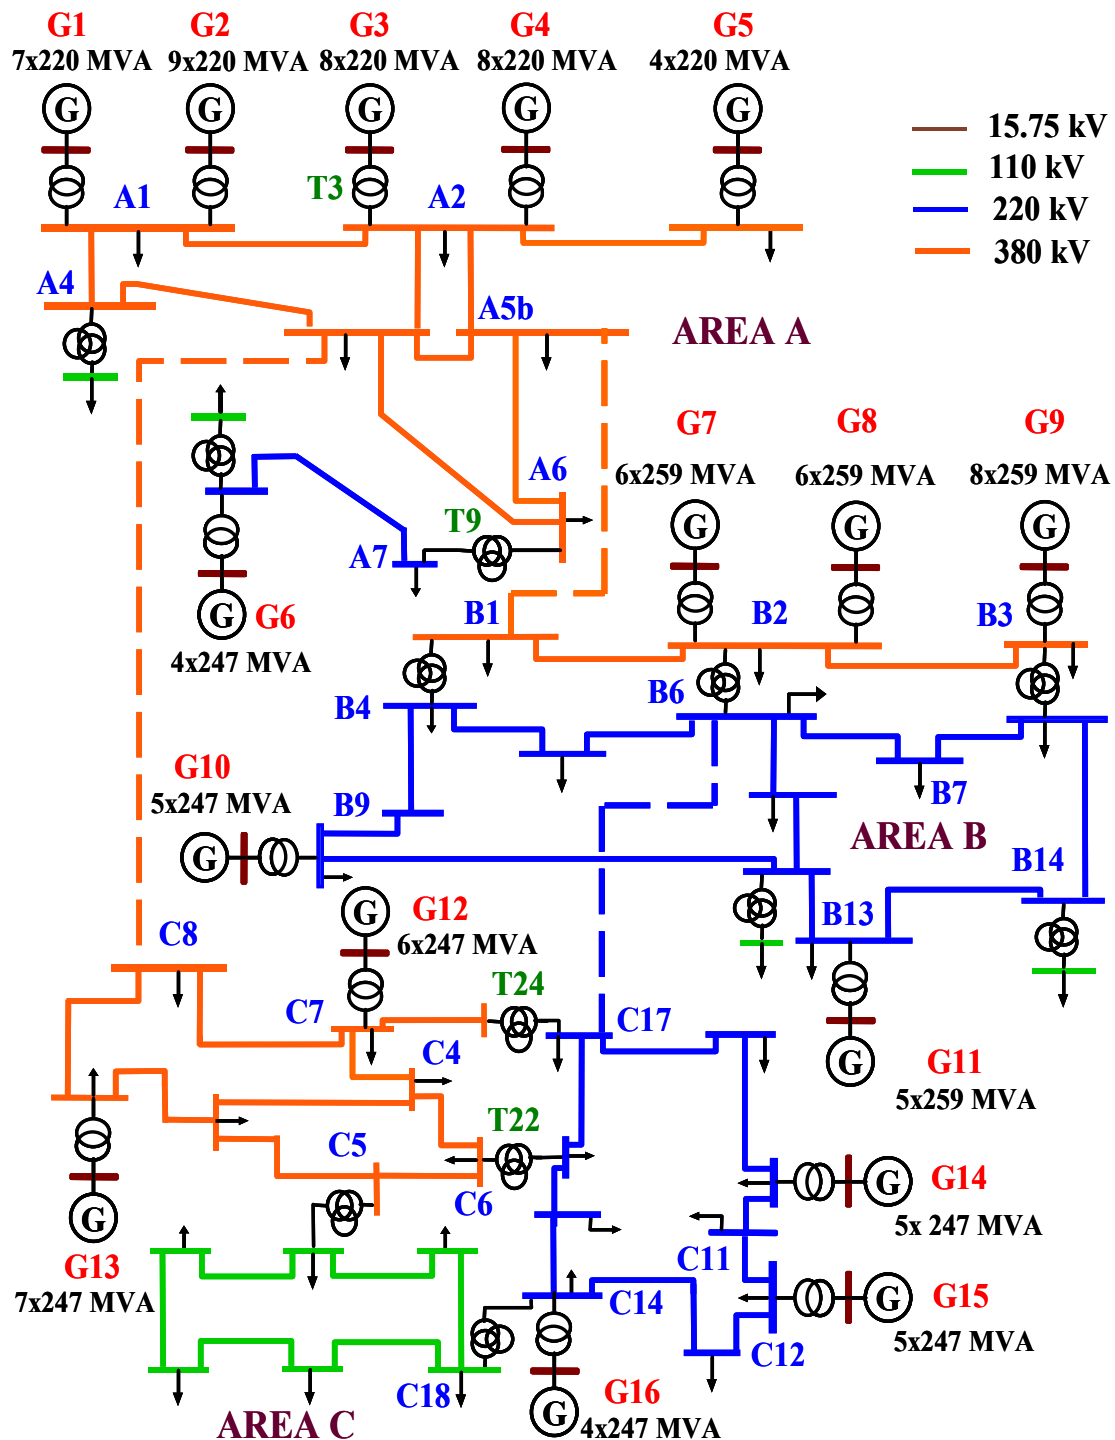 G1
G2
G3
G4
G5
7x220 MVA
9x220 MVA
8x220 MVA
8x220 MVA
4x220 MVA
G
G
G
G
G
15.75 kV
110 kV
220 kV
380 kV
T3
A1
A2
A4
A5b
AREA A
G7
G8
G9
6x259 MVA
6x259 MVA
8x259 MVA
A6
T9
A7
G
G
G
G
G6
4x247 MVA
B1
B2
B3
B4
B6
B7
G10
5x247 MVA
B9
AREA B
B14
G
G
G12
6x247 MVA
B13
C8
T24
C7
C17
C4
G
G11
5x259 MVA
T22
C5
C6
G
G14
5x 247 MVA
G
G13
7x247 MVA
C11
G
G15
5x247 MVA
C14
C12
C18
G
G16
4x247 MVA
AREA C